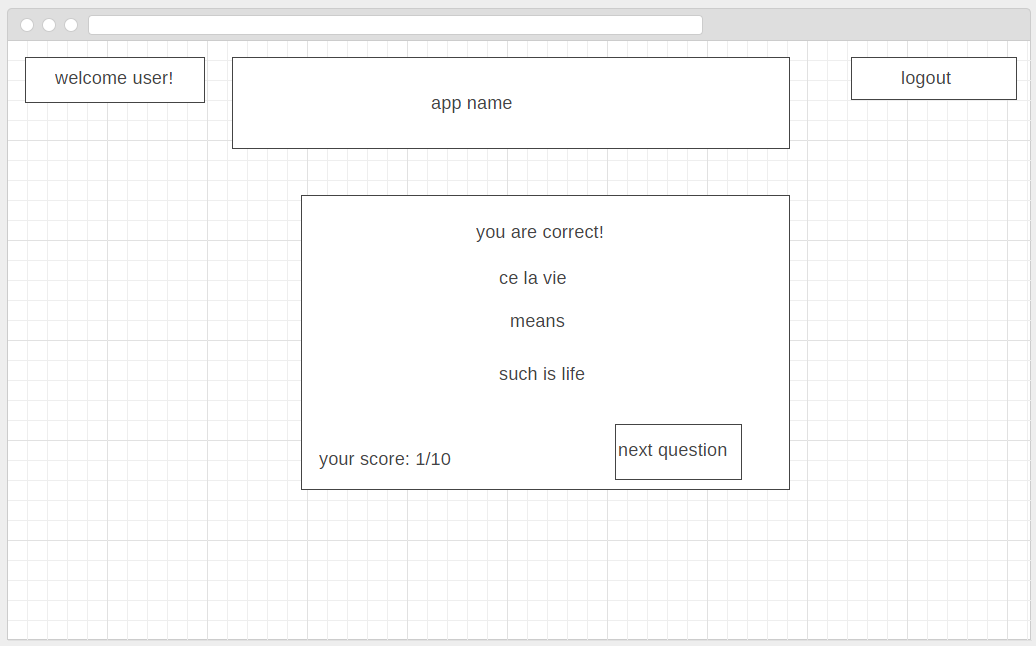 welcome user!
app name
logout
you are correct!
ce la vie
means
such is life
your score: 1/10
next question